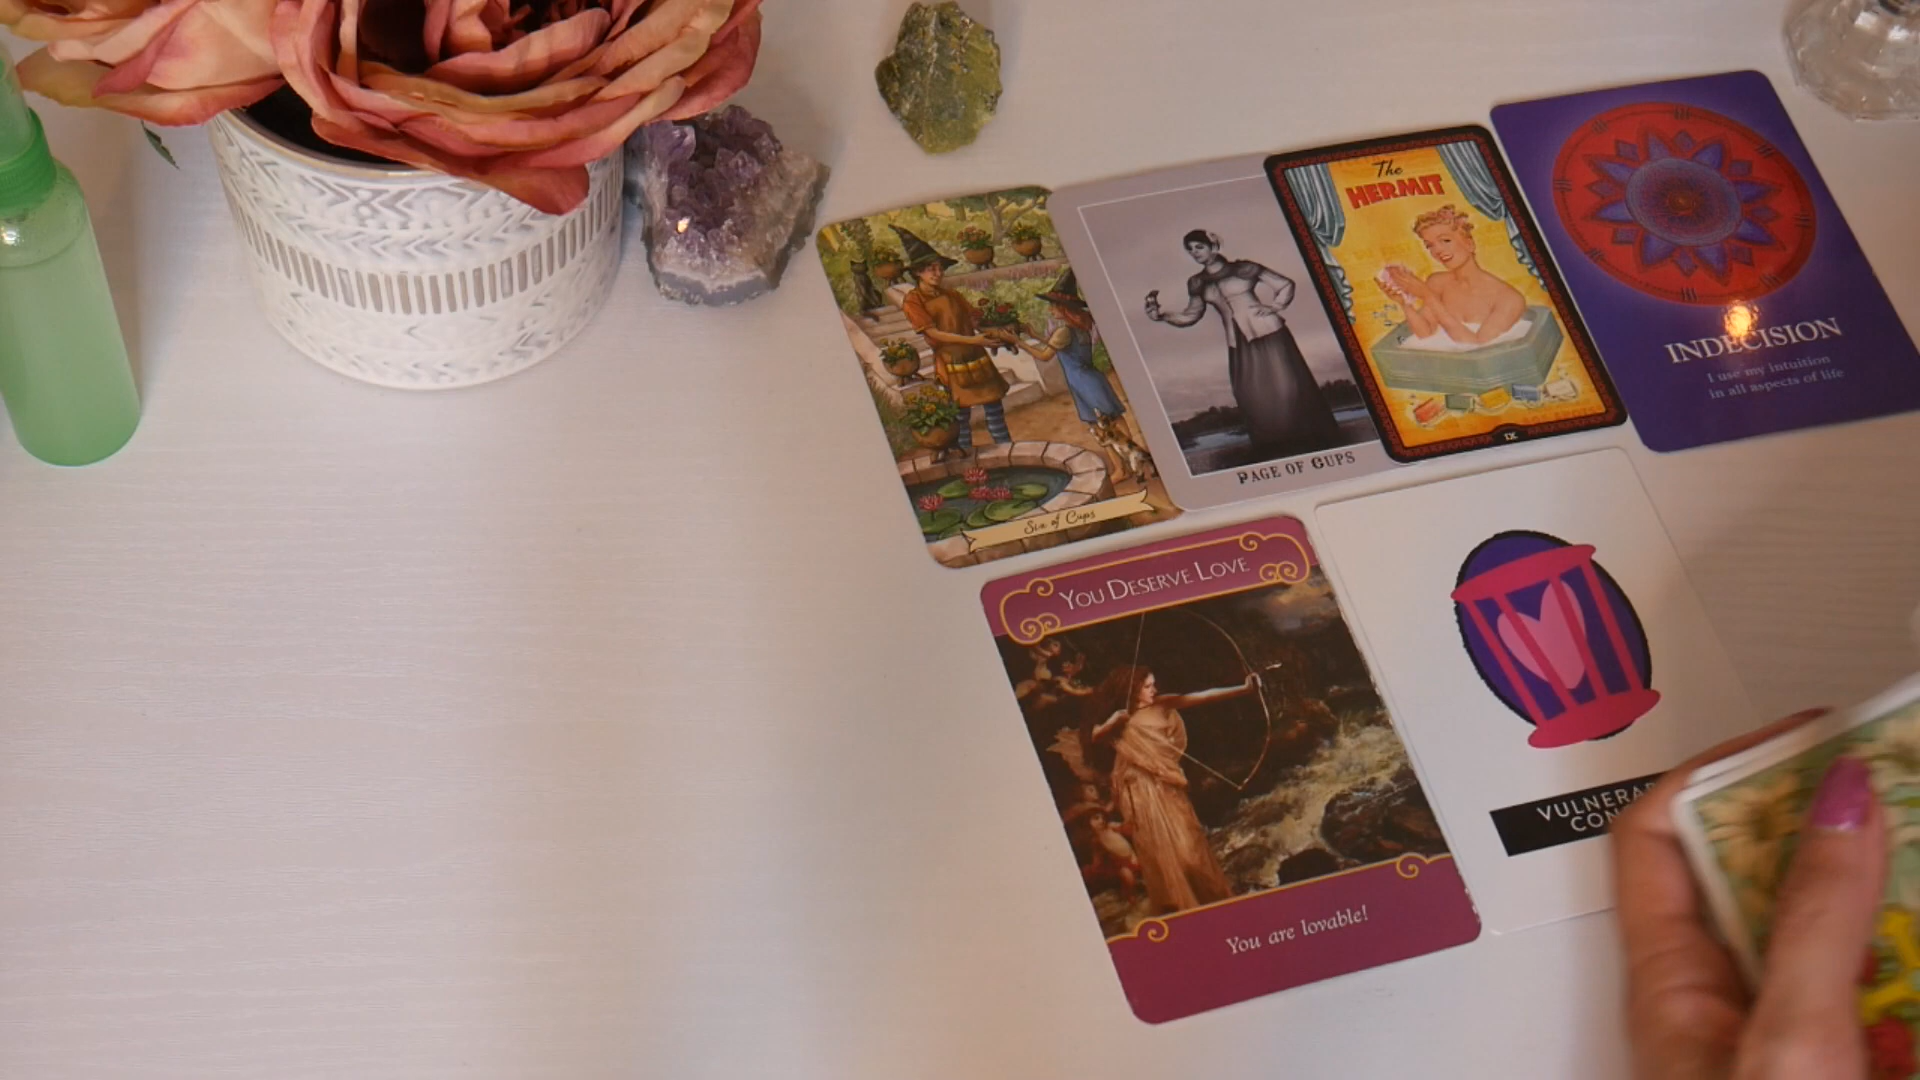 Six of Cups
PAGE OF CUPS
The
HERMIT
IX
INDECISION
I use my intuition
in all aspects of life
YOU DESERVE LOVE
You are lovable!